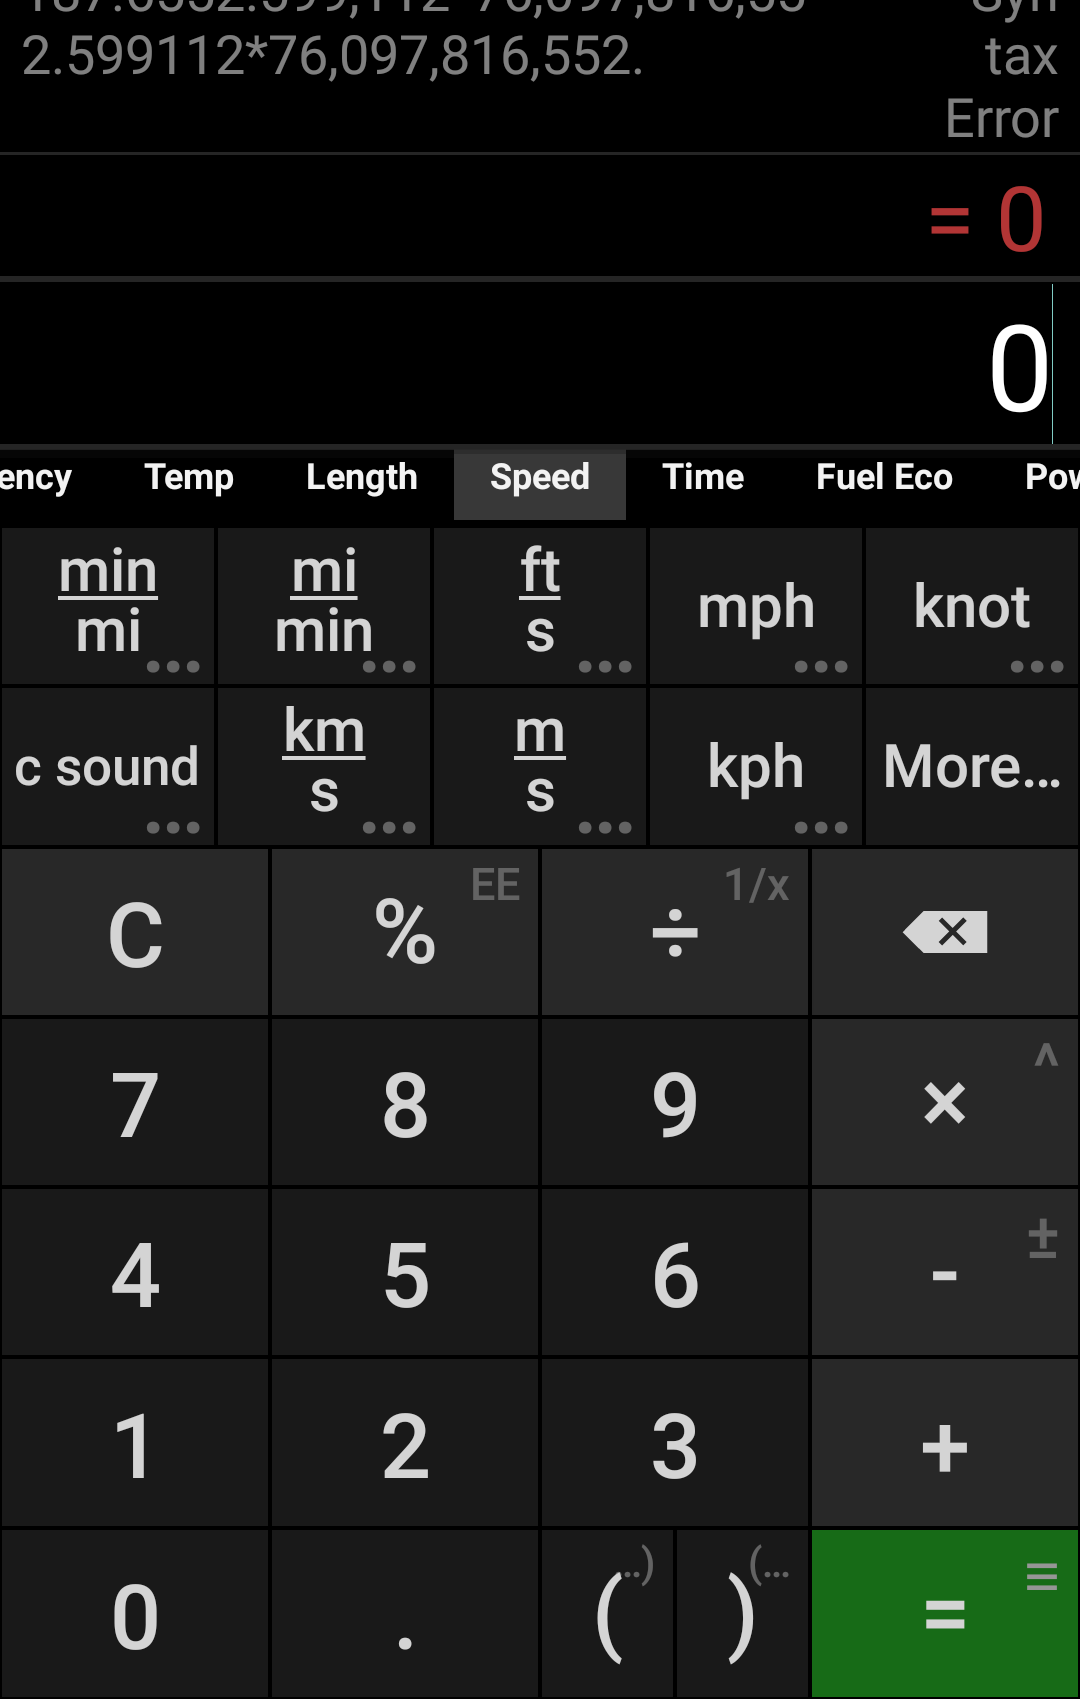 2.599112*76,097,816,552.
tax
Error
= 0
0
ency Temp Length Speed Time Fuel Eco Pow
min
mi
mi
min
ft
s
mph
knot
c sound
km
s
m
s
kph
More...
C
% EE
÷ 1/x
7 8 9 × ^
4 5 6 - ±
1 2 3 +
0 . ( ..) ) (... =